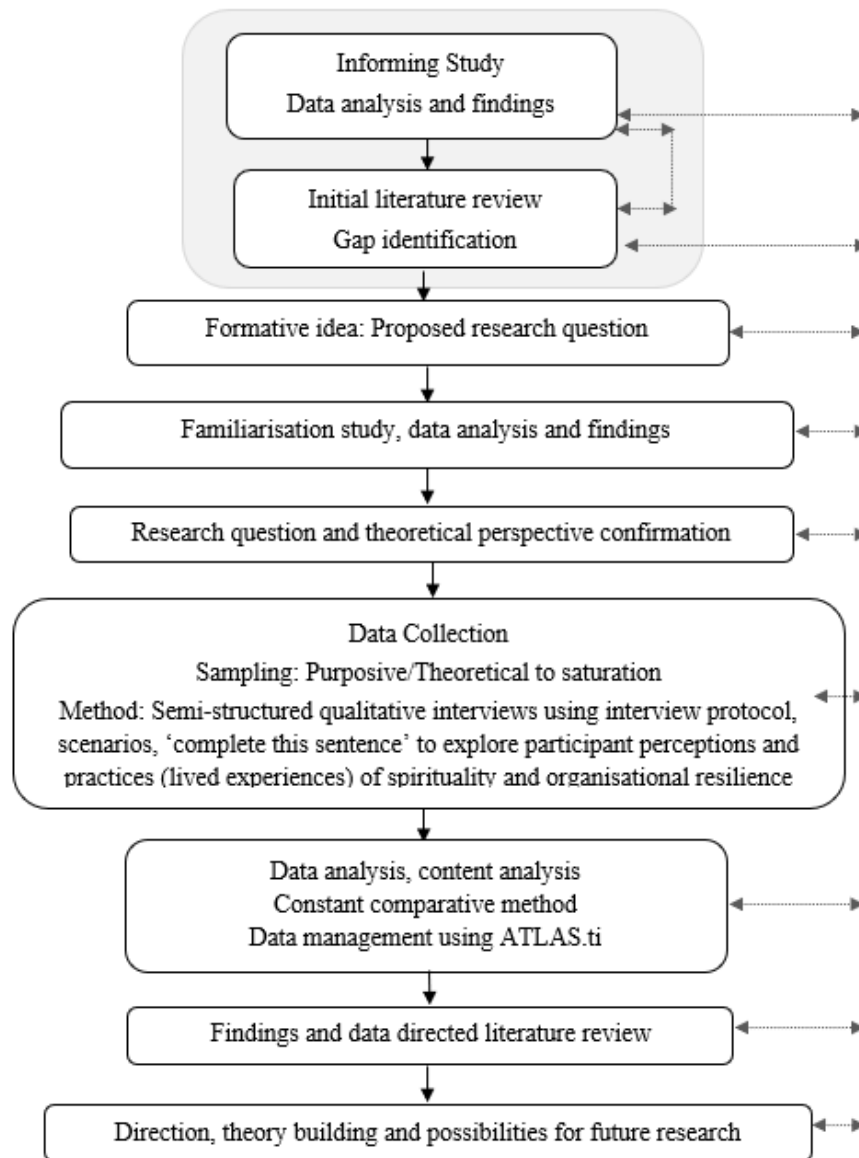 Informing Study
Data analysis and findings
Initial literature review
Gap identification
Formative idea: Proposed research question
Familiarisation study, data analysis and findings
Research question and theoretical perspective confirmation
Data Collection
Sampling: Purposive/Theoretical to saturation
Method: Semi-structured qualitative interviews using interview protocol,
scenarios, ‘complete this sentence’ to explore participant perceptions and
practices (lived experiences) of spirituality and organisational resilience
Data analysis, content analysis
Constant comparative method
Data management using ATLAS.ti
Findings and data directed literature review
Direction, theory building and possibilities for future research